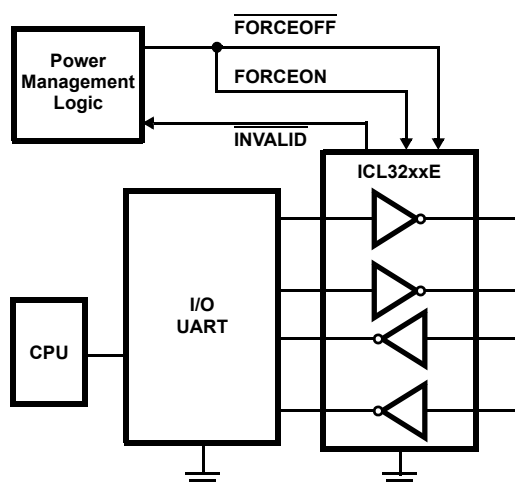 FORCEOFF
Power
Management
Logic
FORCEON
INVALID
ICL32xxE
I/O
UART
CPU